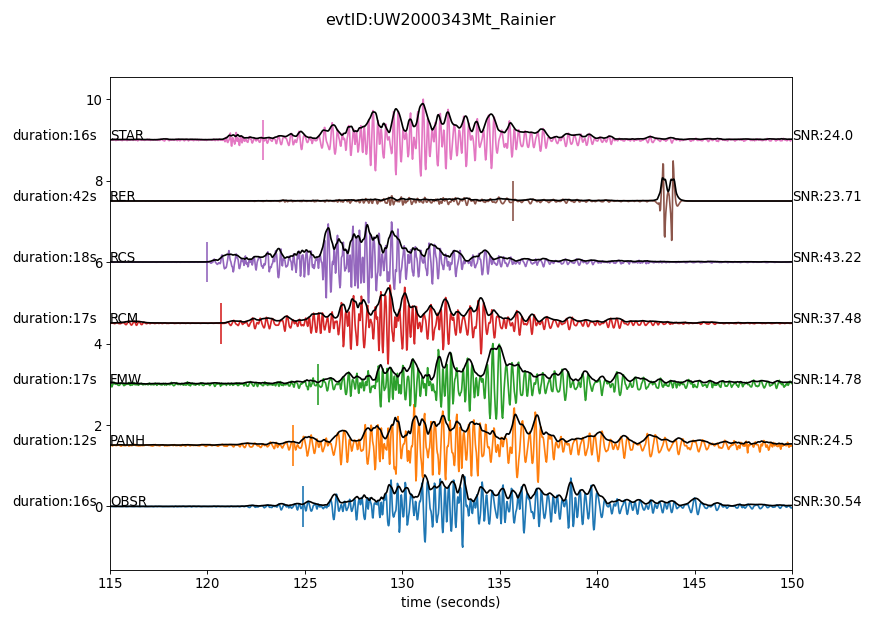 evtID:UW2000343Mt_Rainier
10
duration:16s STAR SNR:24.0
8
duration:42s RER SNR:23.71
duration:18s RCS SNR:43.22
6
duration:17s RCM SNR:37.48
4
duration:17s EMW SNR:14.78
2
duration:12s PANH SNR:24.5
duration:16s OBSR SNR:30.54
0
115 120 125 130 135 140 145 150
time (seconds)